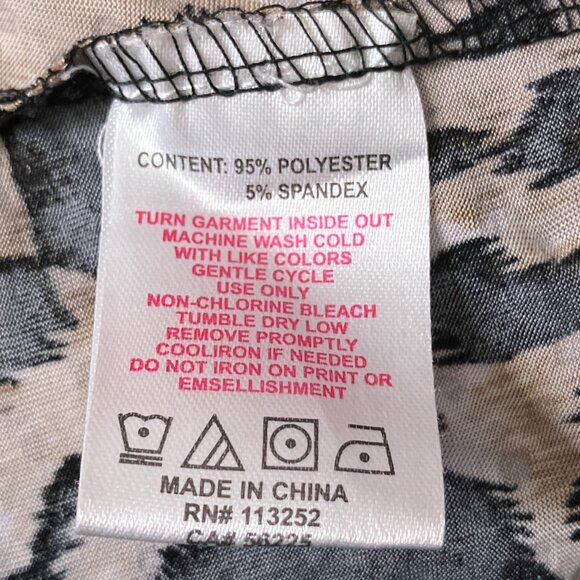 CONTENT: 95% POLYESTER
5% SPANDEX
TURN GARMENT INSIDE OUT
MACHINE WASH COLD
WITH LIKE COLORS
GENTLE CYCLE
USE ONLY
NON-CHLORINE BLEACH
TUMBLE DRY LOW
REMOVE PROMPTLY
COOLIRON IF NEEDED
DO NOT IRON ON PRINT OR
EMSELLISHMENT
MADE IN CHINA
RN# 113252
CA# 56225